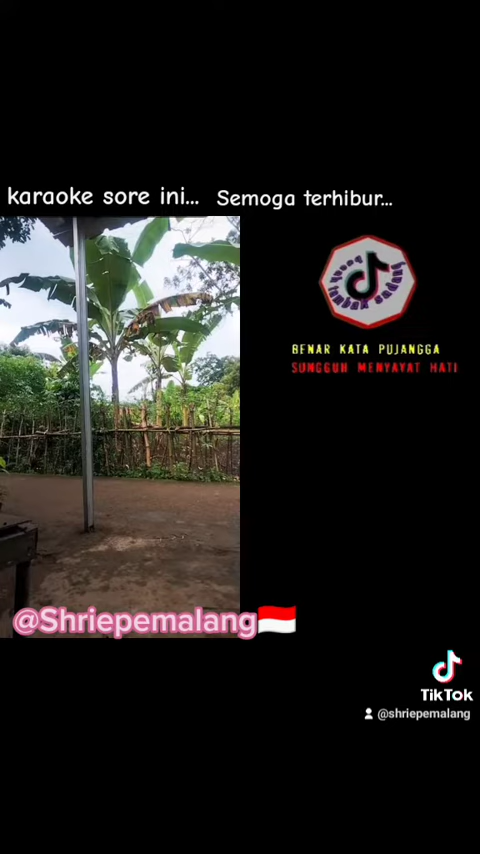 karaoke sore ini... Semoga terhibur...
BENAR KATA PUJANGGA
SUNGGUH MENYAYAT HATI
@Shriepemalang
TikTok
@shriepemalang